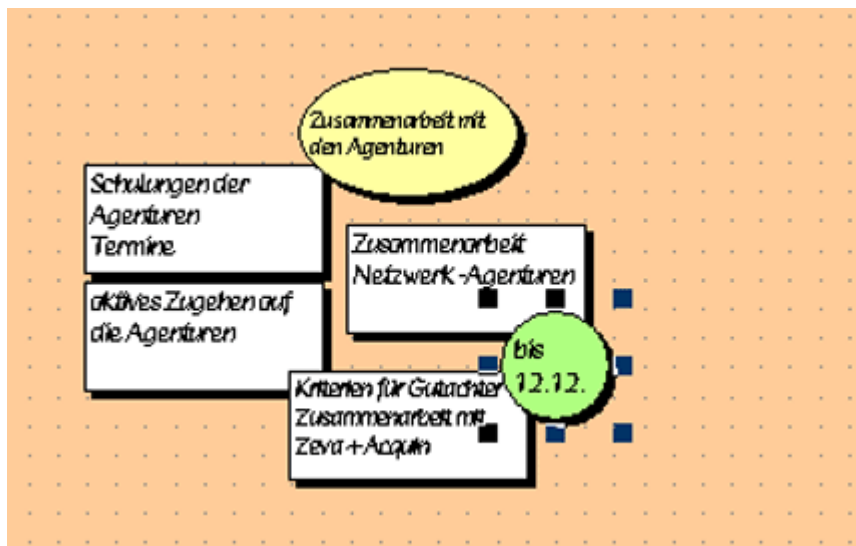 Zusammenarbeit mit
den Agenturen
Schulungen der
Agenturen
Termine
Zusammenarbeit
Netzwerk-Agenturen
aktives Zugehen auf
die Agenturen
bis
12.12.
Kriterien für Gutachter
Zusammenarbeit mit
Zeva+Acquin